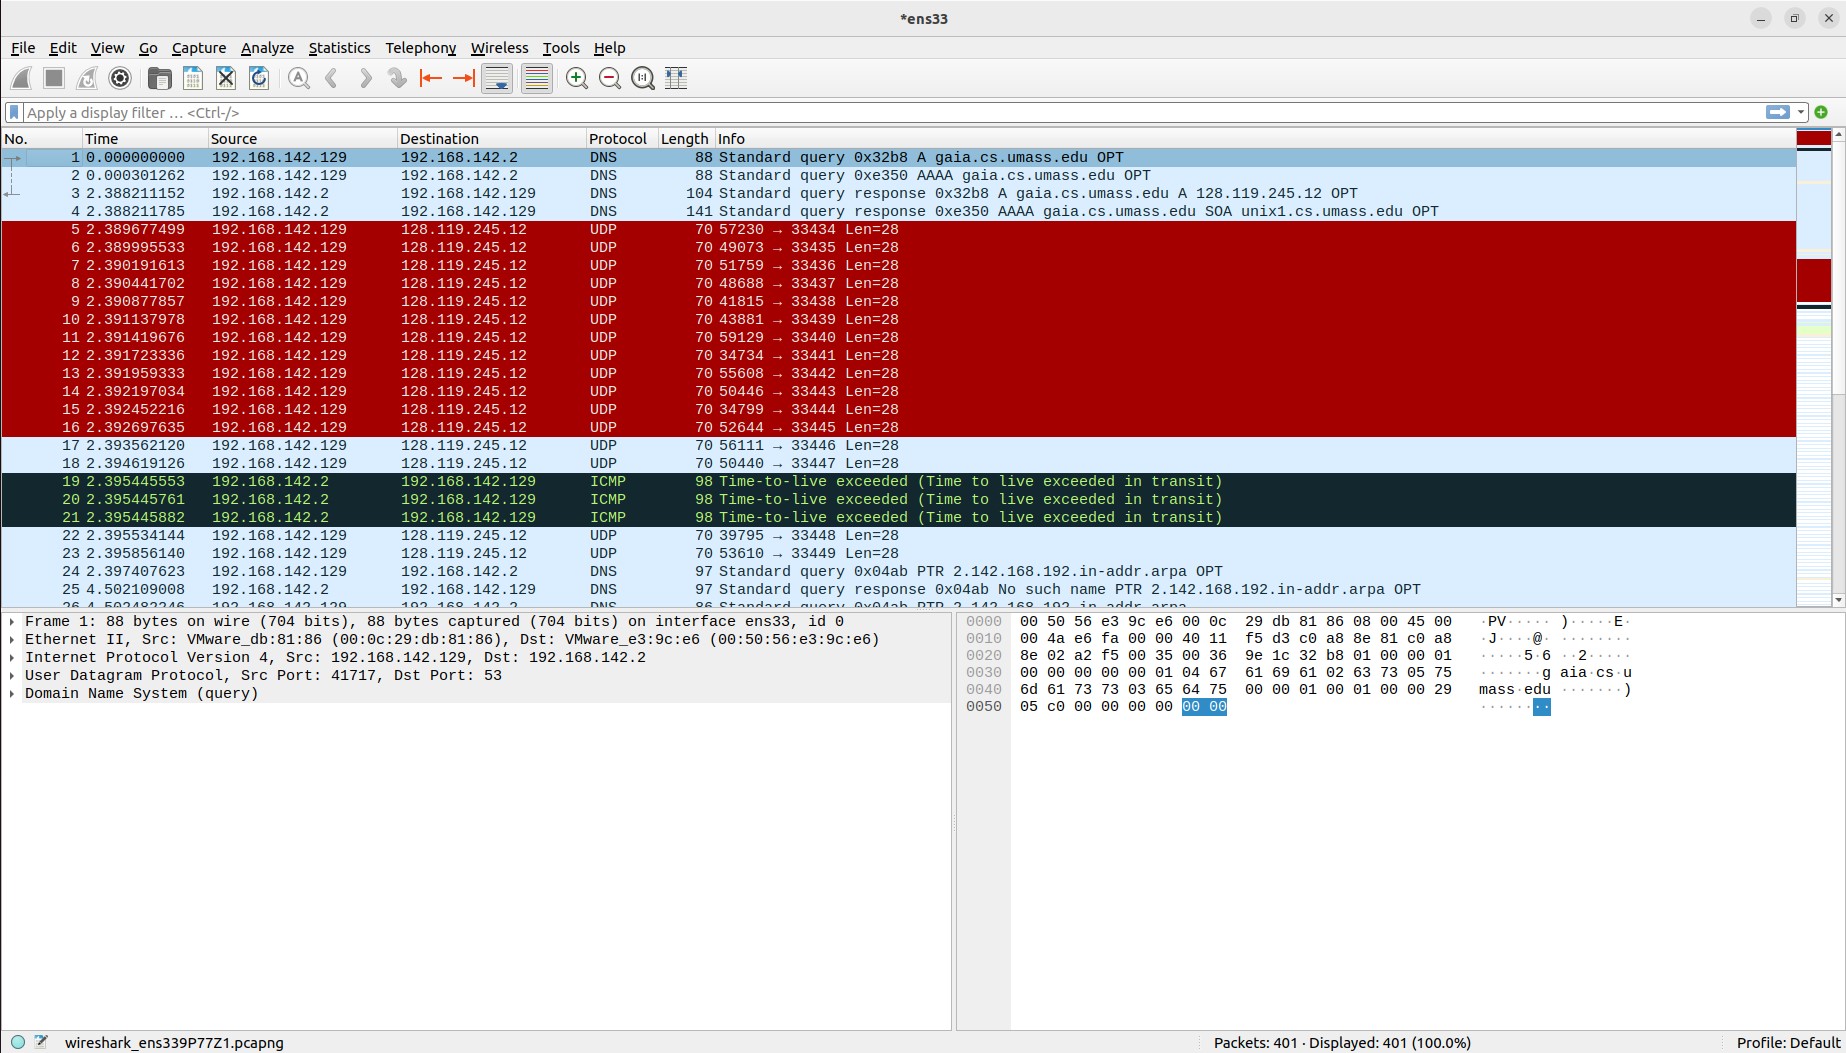 *ens33
File Edit View Go Capture Analyze Statistics Telephony Wireless Tools Help
Apply a display filter … <Ctrl-/>
No. Time Source Destination Protocol Length Info
1 0.000000000 192.168.142.129 192.168.142.2 DNS 88 Standard query 0x32b8 A gaia.cs.umass.edu OPT
2 0.000301262 192.168.142.129 192.168.142.2 DNS 88 Standard query 0xe350 AAAA gaia.cs.umass.edu OPT
3 2.388211152 192.168.142.2 192.168.142.129 DNS 104 Standard query response 0x32b8 A gaia.cs.umass.edu A 128.119.245.12 OPT
4 2.388211785 192.168.142.2 192.168.142.129 DNS 141 Standard query response 0xe350 AAAA gaia.cs.umass.edu SOA unix1.cs.umass.edu OPT
5 2.389677499 192.168.142.129 128.119.245.12 UDP 70 57230 → 33434 Len=28
6 2.389995533 192.168.142.129 128.119.245.12 UDP 70 49073 → 33435 Len=28
7 2.390191613 192.168.142.129 128.119.245.12 UDP 70 51759 → 33436 Len=28
8 2.390441702 192.168.142.129 128.119.245.12 UDP 70 48688 → 33437 Len=28
9 2.390877857 192.168.142.129 128.119.245.12 UDP 70 41815 → 33438 Len=28
10 2.391137978 192.168.142.129 128.119.245.12 UDP 70 43881 → 33439 Len=28
11 2.391419676 192.168.142.129 128.119.245.12 UDP 70 59129 → 33440 Len=28
12 2.391723336 192.168.142.129 128.119.245.12 UDP 70 34734 → 33441 Len=28
13 2.391959333 192.168.142.129 128.119.245.12 UDP 70 55608 → 33442 Len=28
14 2.392197034 192.168.142.129 128.119.245.12 UDP 70 50446 → 33443 Len=28
15 2.392452216 192.168.142.129 128.119.245.12 UDP 70 34799 → 33444 Len=28
16 2.392697635 192.168.142.129 128.119.245.12 UDP 70 52644 → 33445 Len=28
17 2.393562120 192.168.142.129 128.119.245.12 UDP 70 56111 → 33446 Len=28
18 2.394619126 192.168.142.129 128.119.245.12 UDP 70 50440 → 33447 Len=28
19 2.395445553 192.168.142.2 192.168.142.129 ICMP 98 Time-to-live exceeded (Time to live exceeded in transit)
20 2.395445761 192.168.142.2 192.168.142.129 ICMP 98 Time-to-live exceeded (Time to live exceeded in transit)
21 2.395445882 192.168.142.2 192.168.142.129 ICMP 98 Time-to-live exceeded (Time to live exceeded in transit)
22 2.395534144 192.168.142.129 128.119.245.12 UDP 70 39795 → 33448 Len=28
23 2.395856140 192.168.142.129 128.119.245.12 UDP 70 53610 → 33449 Len=28
24 2.397407623 192.168.142.129 192.168.142.2 DNS 97 Standard query 0x04ab PTR 2.142.168.192.in-addr.arpa OPT
25 4.502109008 192.168.142.2 192.168.142.129 DNS 97 Standard query response 0x04ab No such name PTR 2.142.168.192.in-addr.arpa OPT
26 4.502482246 192.168.142.129 192.168.142.2 DNS 86 Standard query 0x04ab PTR 2.142.168.192.in-addr.arpa
Frame 1: 88 bytes on wire (704 bits), 88 bytes captured (704 bits) on interface ens33, id 0
Ethernet II, Src: VMware_db:81:86 (00:0c:29:db:81:86), Dst: VMware_e3:9c:e6 (00:50:56:e3:9c:e6)
Internet Protocol Version 4, Src: 192.168.142.129, Dst: 192.168.142.2
User Datagram Protocol, Src Port: 41717, Dst Port: 53
Domain Name System (query)
0000 00 50 56 e3 9c e6 00 0c 29 db 81 86 08 00 45 00 ·PV····· )·····E·
0010 00 4a e6 fa 00 00 40 11 f5 d3 c0 a8 8e 81 c0 a8 ·J····@· ········
0020 8e 02 a2 f5 00 35 00 36 9e 1c 32 b8 01 00 00 01 ·····5·6 ··2·····
0030 00 00 00 00 00 01 04 67 61 69 61 02 63 73 05 75 ·······g aia·cs·u
0040 6d 61 73 73 03 65 64 75 00 00 01 00 01 00 00 29 mass·edu ·······)
0050 05 c0 00 00 00 00 00 00 ········
wireshark_ens339P77Z1.pcapng
Packets: 401 · Displayed: 401 (100.0%)
Profile: Default